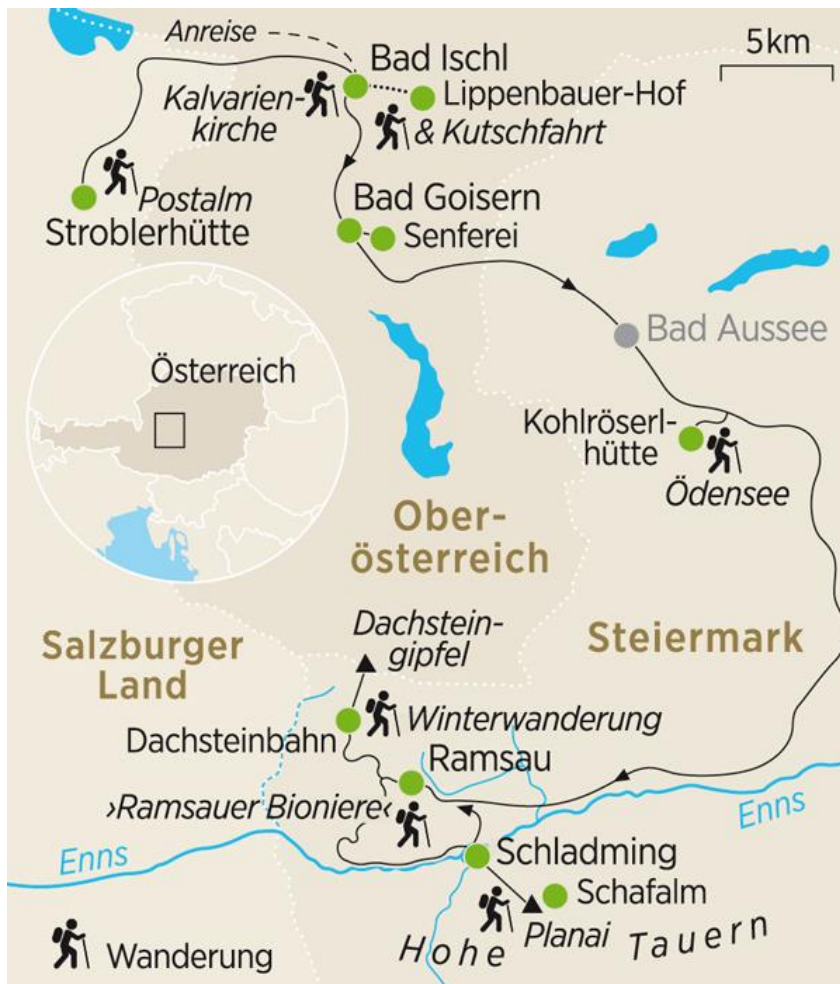 Anreise
5km
Bad Ischl
Kalvarien-
kirche
Lippenbauer-Hof
& Kutschfahrt
Postalm
Stroblerhütte
Bad Goisern
Senferei
Bad Aussee
Österreich
Kohlröserl-
hütte
Ödensee
Ober-
österreich
Salzburger
Land
Steiermark
Dachstein-
gipfel
Winterwanderung
Dachsteinbahn
Ramsau
›Ramsauer Bioniere‹
Enns
Enns
Schladming
Schafalm
Planai
Hohe Tauern
Wanderung